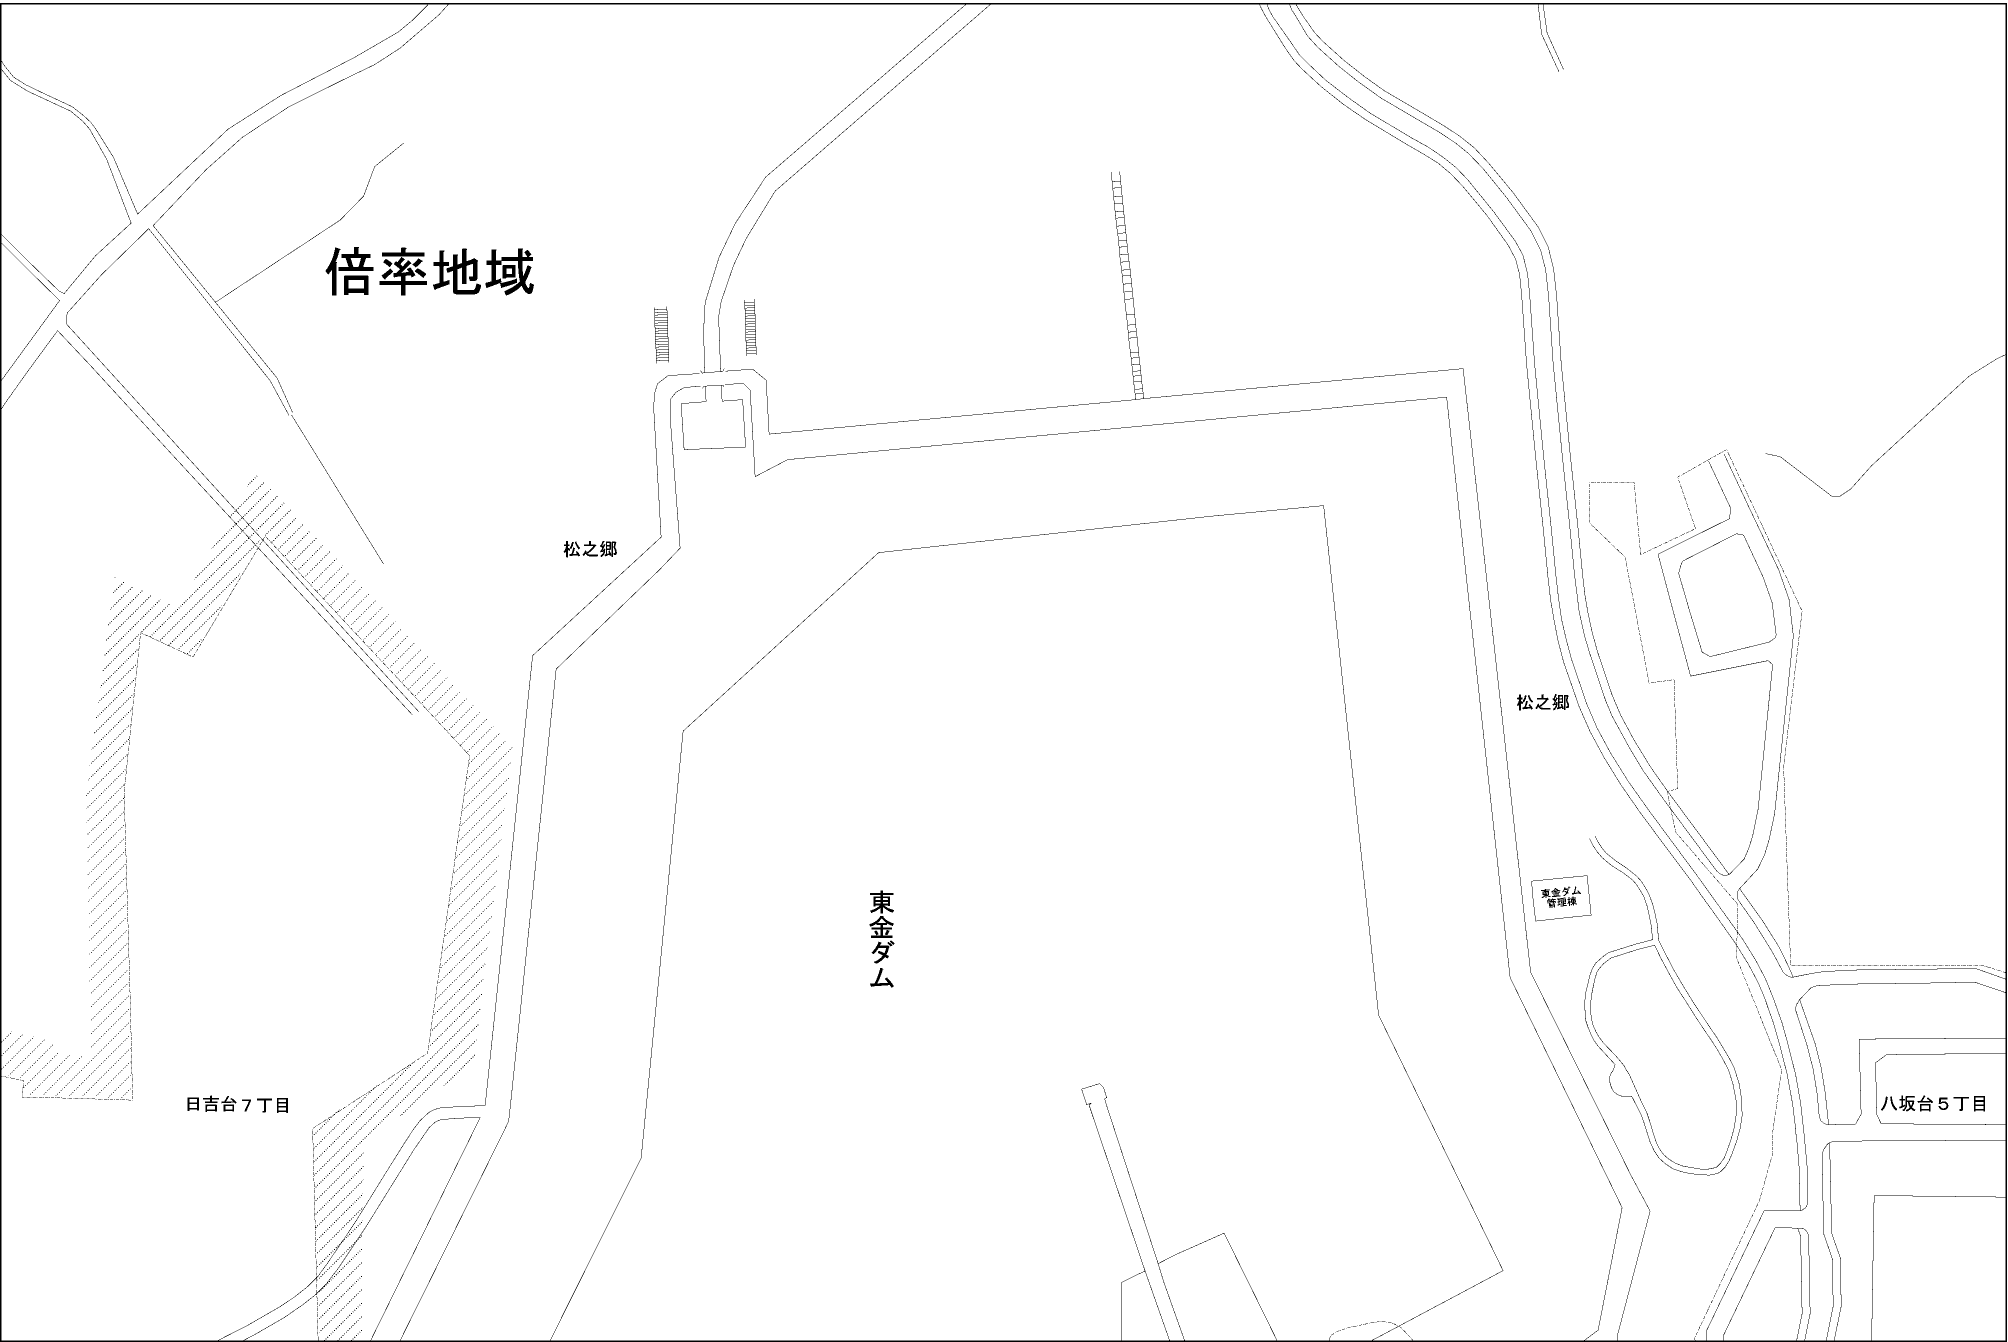 倍率地域
松之郷
松之郷
東金ダム
管理棟
東金ダム
日吉台７丁目
八坂台５丁目